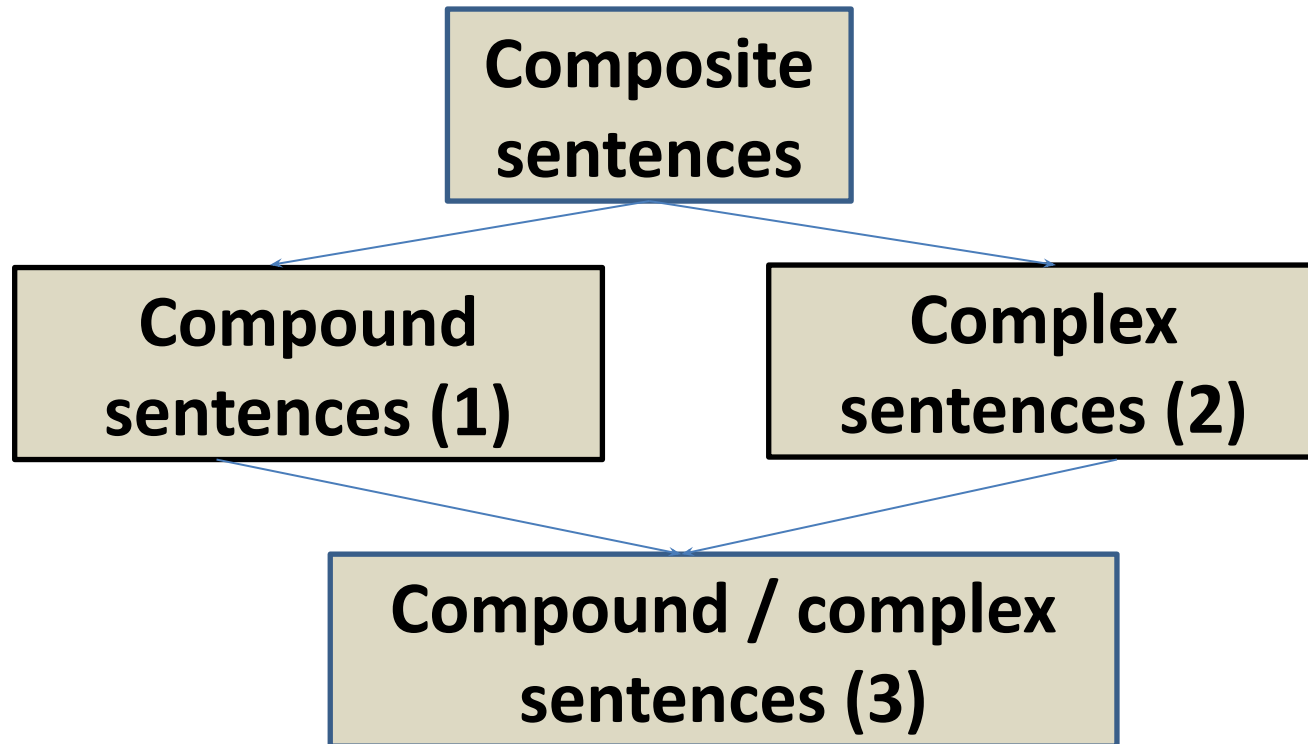 Composite
sentences
Compound
sentences (1)
Complex
sentences (2)
Compound / complex
sentences (3)